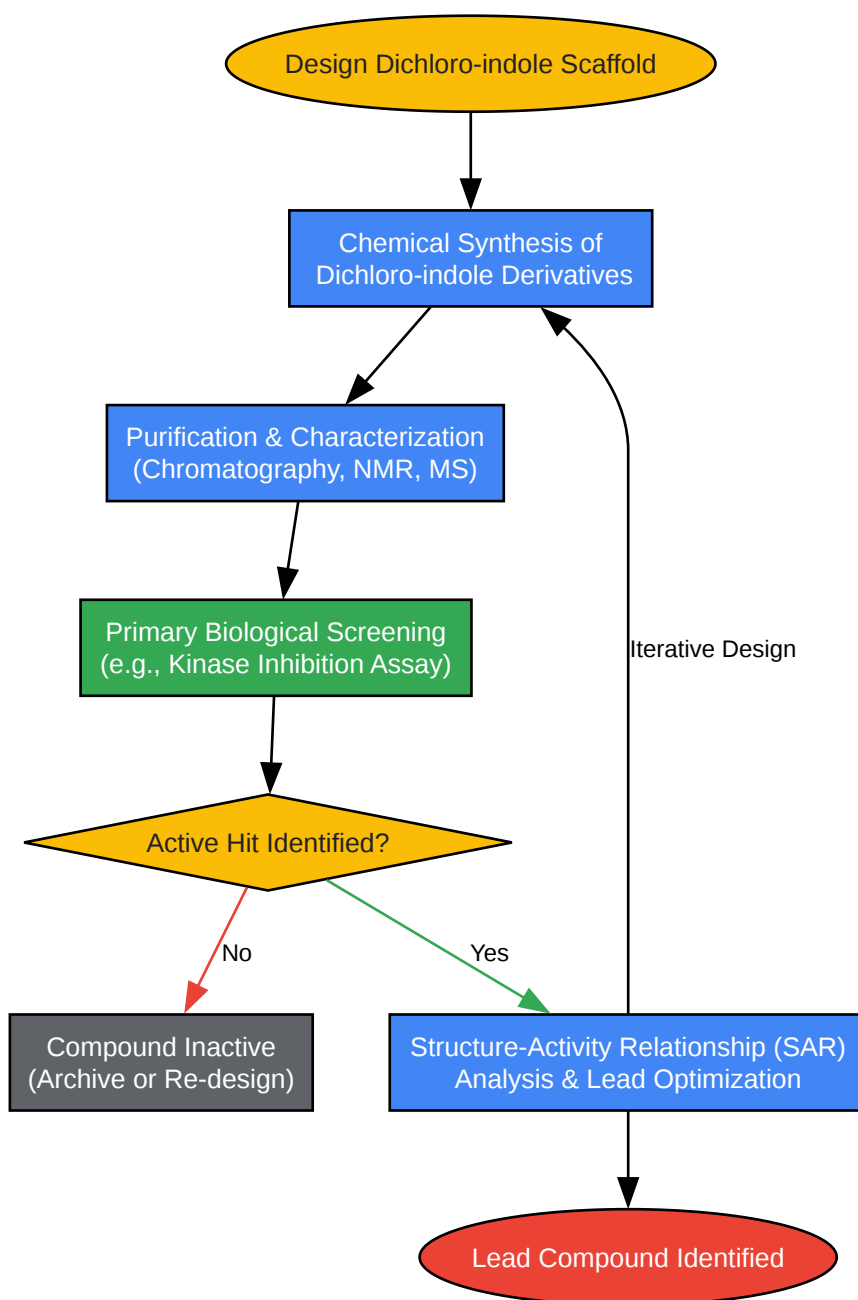 Design Dichloro-indole Scaffold
Chemical Synthesis of
Dichloro-indole Derivatives
Purification & Characterization
(Chromatography, NMR, MS)
Primary Biological Screening
(e.g., Kinase Inhibition Assay)
Iterative Design
Active Hit Identified?
No
Yes
Compound Inactive
(Archive or Re-design)
Structure-Activity Relationship (SAR)
Analysis & Lead Optimization
Lead Compound Identified